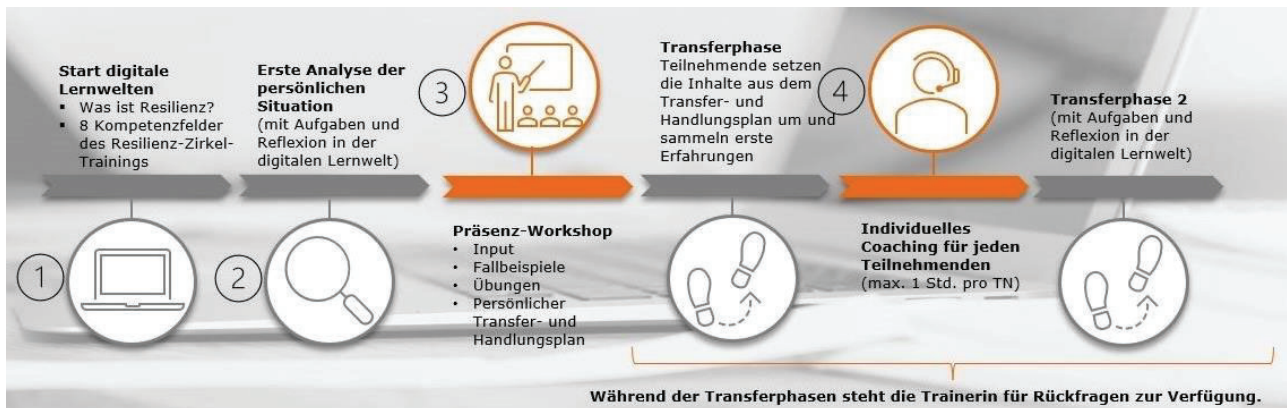 Start digitale
Lernwelten
▪ Was ist Resilienz?
▪ 8 Kompetenzfelder
des Resilienz-Zirkel-
Trainings
1
Erste Analyse der
persönlichen
Situation
(mit Aufgaben und
Reflexion in der
digitalen Lernwelt)
2
3
Präsenz-Workshop
• Input
• Fallbeispiele
• Übungen
• Persönlicher
Transfer- und
Handlungsplan
Transferphase
Teilnehmende setzen
die Inhalte aus dem
Transfer- und
Handlungsplan um und
sammeln erste
Erfahrungen
4
Individuelles
Coaching für jeden
Teilnehmenden
(max. 1 Std. pro TN)
Transferphase 2
(mit Aufgaben und
Reflexion in der
digitalen Lernwelt)
Während der Transferphasen steht die Trainerin für Rückfragen zur Verfügung.